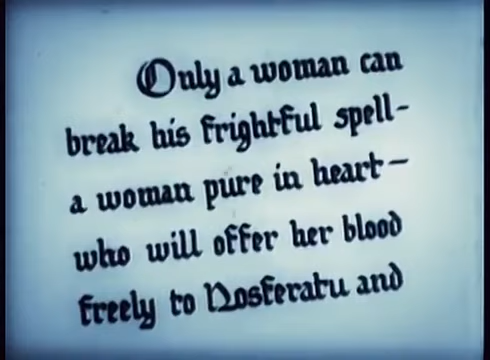 Only a woman can
break his frightful spell-
a woman pure in heart—
who will offer her blood
freely to Nosferatu and